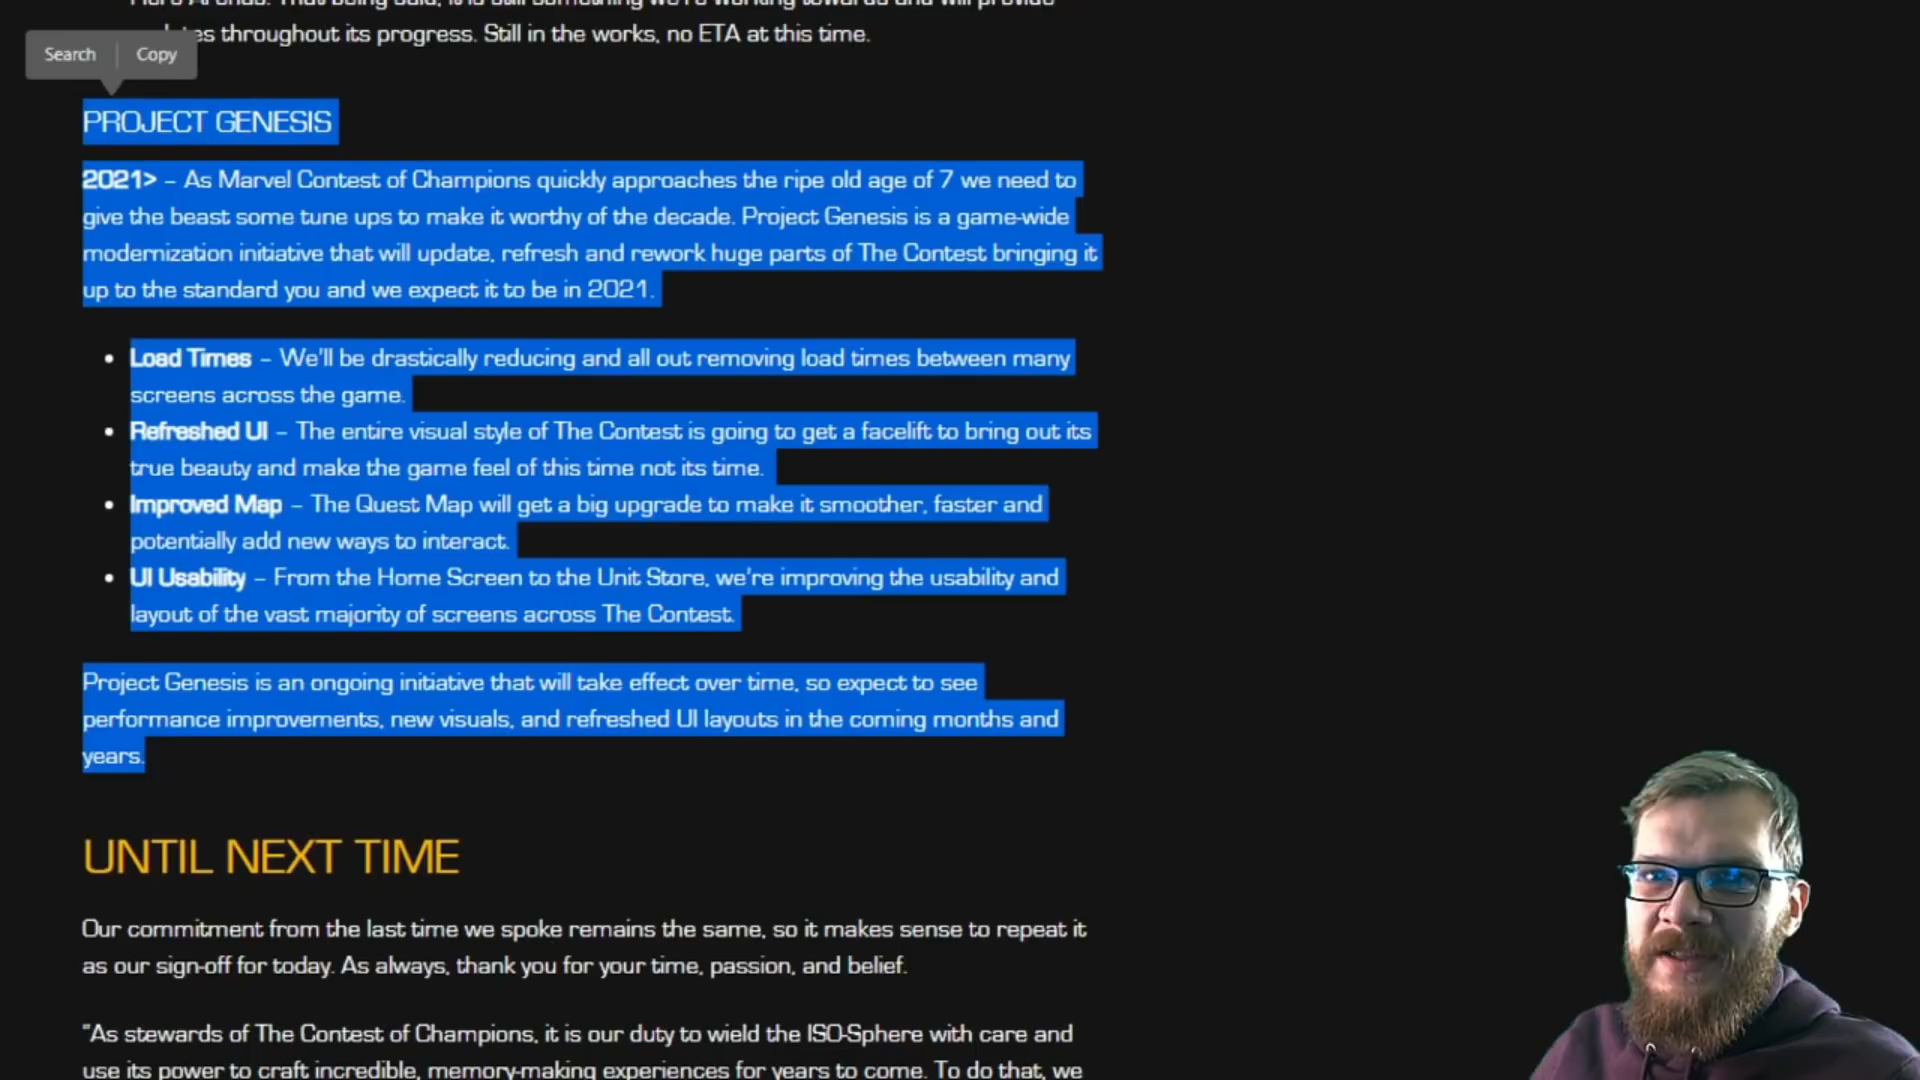 updates throughout its progress. Still in the works, no ETA at this time.
Search
Copy
PROJECT GENESIS
2021> – As Marvel Contest of Champions quickly approaches the ripe old age of 7 we need to
give the beast some tune ups to make it worthy of the decade. Project Genesis is a game-wide
modernization initiative that will update, refresh and rework huge parts of The Contest bringing it
up to the standard you and we expect it to be in 2021.
• Load Times – We'll be drastically reducing and all out removing load times between many
screens across the game.
• Refreshed UI – The entire visual style of The Contest is going to get a facelift to bring out its
true beauty and make the game feel of this time not its time.
• Improved Map – The Quest Map will get a big upgrade to make it smoother, faster and
potentially add new ways to interact.
• UI Usability – From the Home Screen to the Unit Store, we're improving the usability and
layout of the vast majority of screens across The Contest.
Project Genesis is an ongoing initiative that will take effect over time, so expect to see
performance improvements, new visuals, and refreshed UI layouts in the coming months and
years.
UNTIL NEXT TIME
Our commitment from the last time we spoke remains the same, so it makes sense to repeat it
as our sign-off for today. As always, thank you for your time, passion, and belief.
"As stewards of The Contest of Champions, it is our duty to wield the ISO-Sphere with care and
use its power to craft incredible, memory-making experiences for years to come. To do that, we